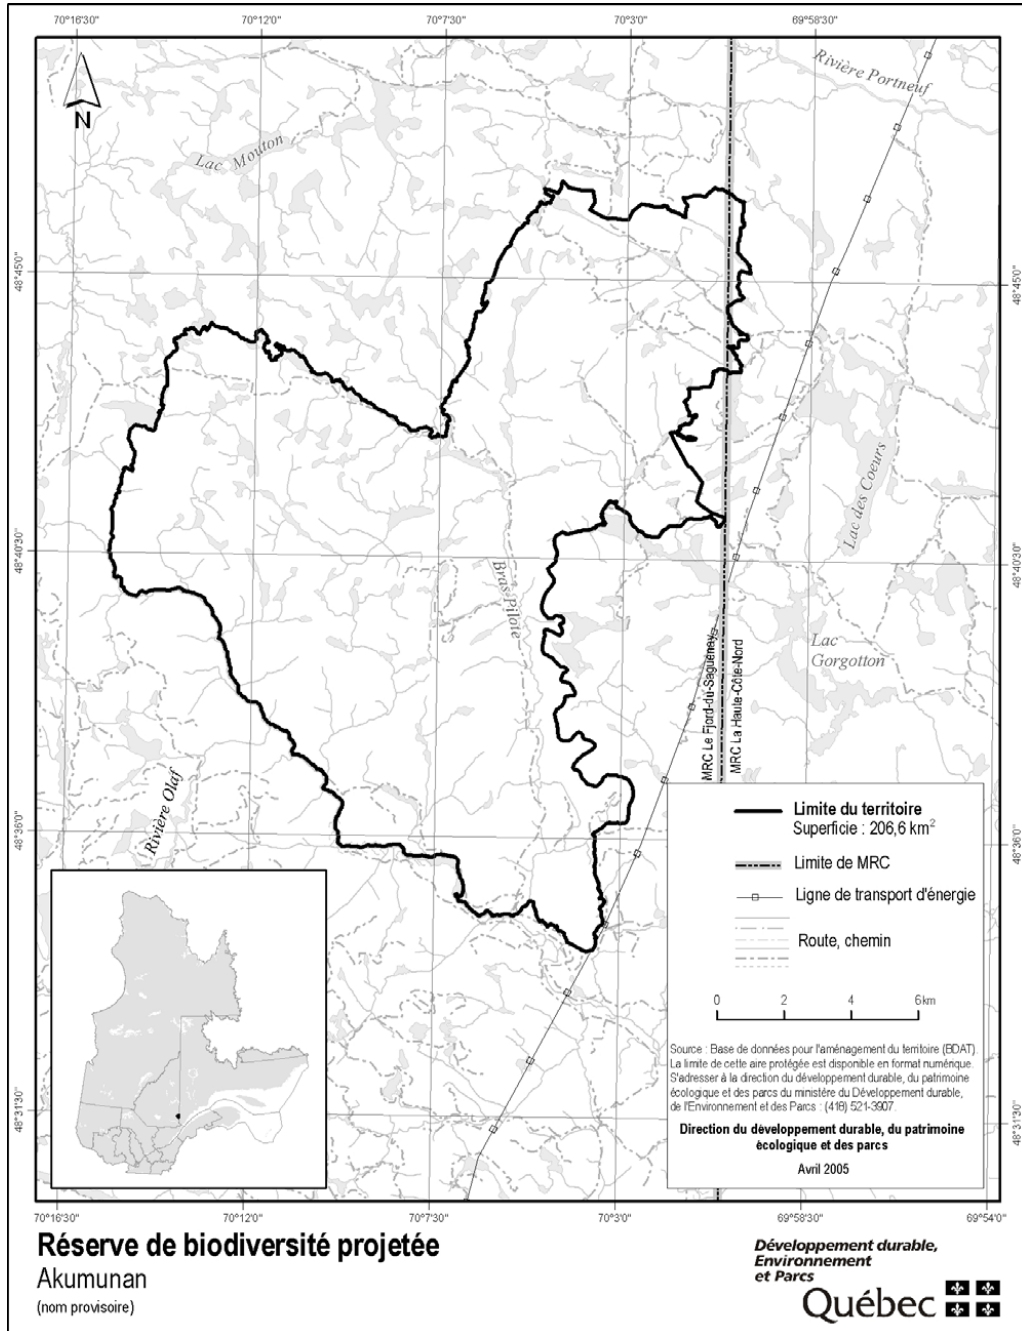 70°16'30"
70°12'0"
70°7'30"
70°3'0"
69°58'30"
N
Rivière Portneuf
Lac Mouton
48°45'0"
48°45'0"
Lac des Coeurs
48°40'30"
48°40'30"
Bras Pilote
Lac
Gorgotton
MRC Le Fjord-du-Saguenay
MRC La Haute-Côte-Nord
Rivière Olaf
48°36'0"
48°36'0"
Limite du territoire
Superficie : 206,6 km²
Limite de MRC
Ligne de transport d'énergie
Route, chemin
0 2 4 6 km
Source : Base de données pour l'aménagement du territoire (BDAT).
La limite de cette aire protégée est disponible en format numérique.
S'adresser à la direction du développement durable, du patrimoine
écologique et des parcs du ministère du Développement durable,
de l'Environnement et des Parcs : (418) 521-3907.
Direction du développement durable, du patrimoine
écologique et des parcs
Avril 2005
48°31'30"
48°31'30"
70°16'30"
70°12'0"
70°7'30"
70°3'0"
69°58'30"
69°54'0"
Réserve de biodiversité projetée
Akumunan
(nom provisoire)
Développement durable,
Environnement
et Parcs
Québec